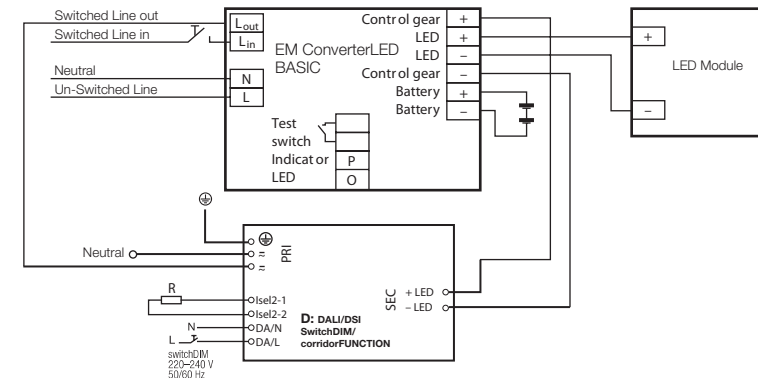 Switched Line out
Switched Line in
Neutral
Un-Switched Line
Lout
Lin
N
L
EM ConverterLED
BASIC
Test
switch
Indicator
LED
P
O
Control gear +
LED +
LED –
Control gear –
Battery +
Battery –
+
–
LED Module
Neutral
≂
≂
PRI
R
Isel2-1
Isel2-2
N
DA/N
L
DA/L
switchDIM
220–240 V
50/60 Hz
D: DALI/DSI
SwitchDIM/
corridorFUNCTION
SEC
+ LED
– LED